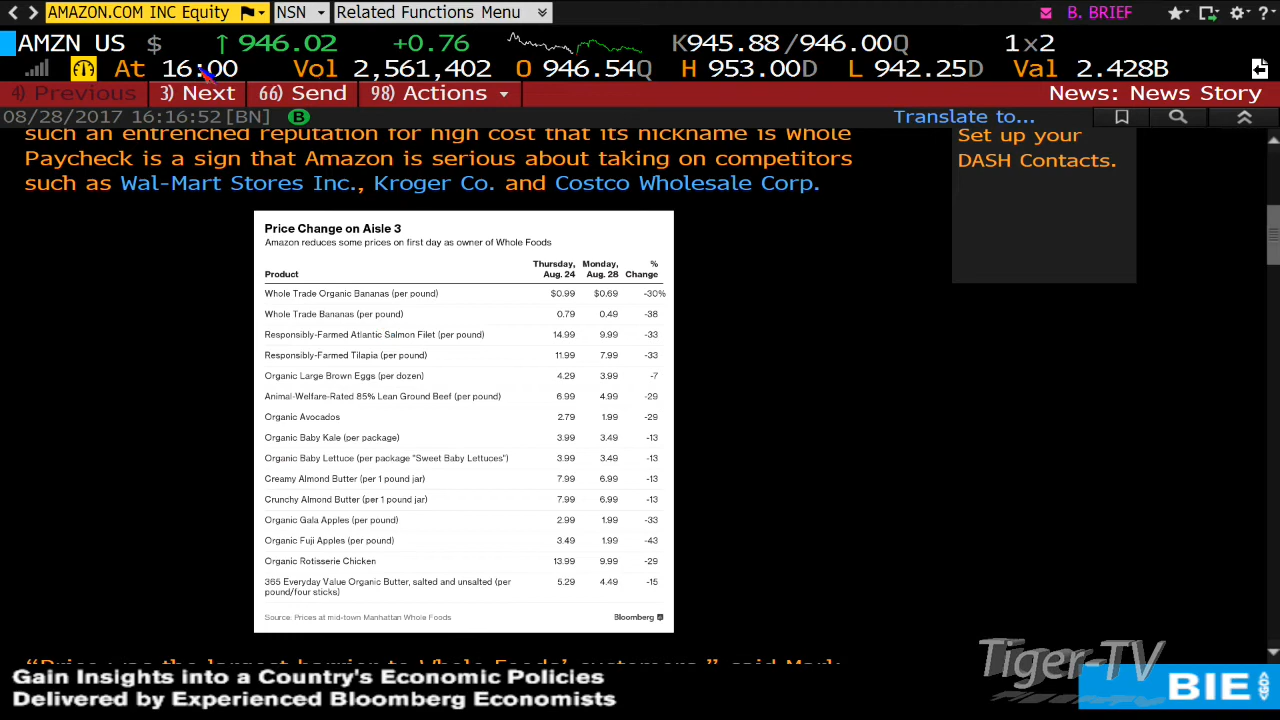 AMAZON.COM INC Equity NSN Related Functions Menu B. BRIEF
AMZN US $ ↑ 946.02 +0.76 K945.88 /946.00Q 1x2
At 16:00 Vol 2,561,402 O 946.54Q H 953.00D L 942.25D Val 2.428B
4) Previous 3) Next 66) Send 98) Actions News: News Story
08/28/2017 16:16:52 [BN] B Translate to...
such an entrenched reputation for high cost that its nickname is Whole
Paycheck is a sign that Amazon is serious about taking on competitors
such as Wal-Mart Stores Inc., Kroger Co. and Costco Wholesale Corp.
Set up your
DASH Contacts.
Price Change on Aisle 3
Amazon reduces some prices on first day as owner of Whole Foods
Product Thursday, Aug. 24 Monday, Aug. 28 % Change
Whole Trade Organic Bananas (per pound) $0.99 $0.69 -30%
Whole Trade Bananas (per pound) 0.79 0.49 -38
Responsibly-Farmed Atlantic Salmon Filet (per pound) 14.99 9.99 -33
Responsibly-Farmed Tilapia (per pound) 11.99 7.99 -33
Organic Large Brown Eggs (per dozen) 4.29 3.99 -7
Animal-Welfare-Rated 85% Lean Ground Beef (per pound) 6.99 4.99 -29
Organic Avocados 2.79 1.99 -29
Organic Baby Kale (per package) 3.99 3.49 -13
Organic Baby Lettuce (per package "Sweet Baby Lettuces") 3.99 3.49 -13
Creamy Almond Butter (per 1 pound jar) 7.99 6.99 -13
Crunchy Almond Butter (per 1 pound jar) 7.99 6.99 -13
Organic Gala Apples (per pound) 2.99 1.99 -33
Organic Fuji Apples (per pound) 3.49 1.99 -43
Organic Rotisserie Chicken 13.99 9.99 -29
365 Everyday Value Organic Butter, salted and unsalted (per 5.29 4.49 -15
pound/four sticks)
Source: Prices at mid-town Manhattan Whole Foods Bloomberg
"Price was the largest barrier to Whole Foods' customers," said Mark
Gain Insights into a Country's Economic Policies
Delivered by Experienced Bloomberg Economists
Tiger-TV
BIE